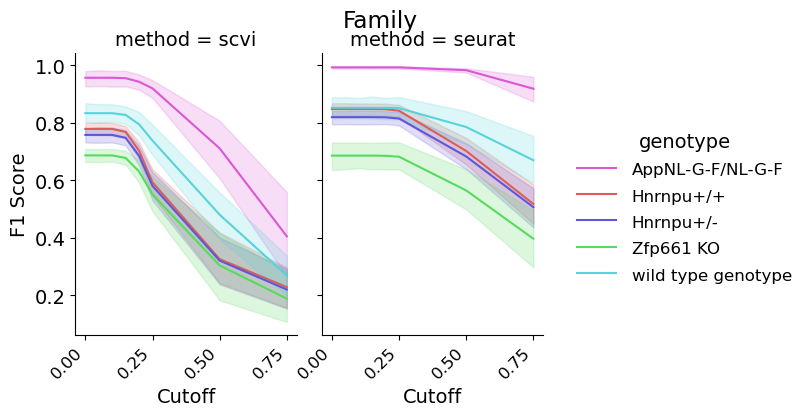 Family
method = scvi
method = seurat
F1 Score
1.0
0.8
0.6
0.4
0.2
0.00
0.25
0.50
0.75
Cutoff
0.00
0.25
0.50
0.75
Cutoff
genotype
AppNL-G-F/NL-G-F
Hnrnpu+/+
Hnrnpu+/-
Zfp661 KO
wild type genotype